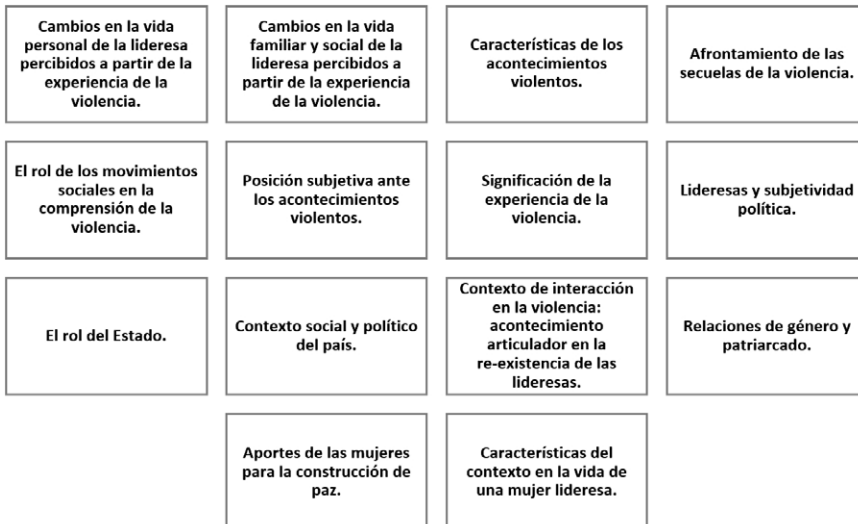 Cambios en la vida
personal de la lideresa
percibidos a partir de la
experiencia de la
violencia.
Cambios en la vida
familiar y social de la
lideresa percibidos a
partir de la experiencia
de la violencia.
Características de los
acontecimientos
violentos.
Afrontamiento de las
secuelas de la violencia.
El rol de los movimientos
sociales en la
comprensión de la
violencia.
Posición subjetiva ante
los acontecimientos
violentos.
Significación de la
experiencia de la
violencia.
Lideresas y subjetividad
política.
El rol del Estado.
Contexto social y político
del país.
Contexto de interacción
en la violencia:
acontecimiento
articulador en la
re-existencia de las
lideresas.
Relaciones de género y
patriarcado.
Aportes de las mujeres
para la construcción de
paz.
Características del
contexto en la vida de
una mujer lideresa.